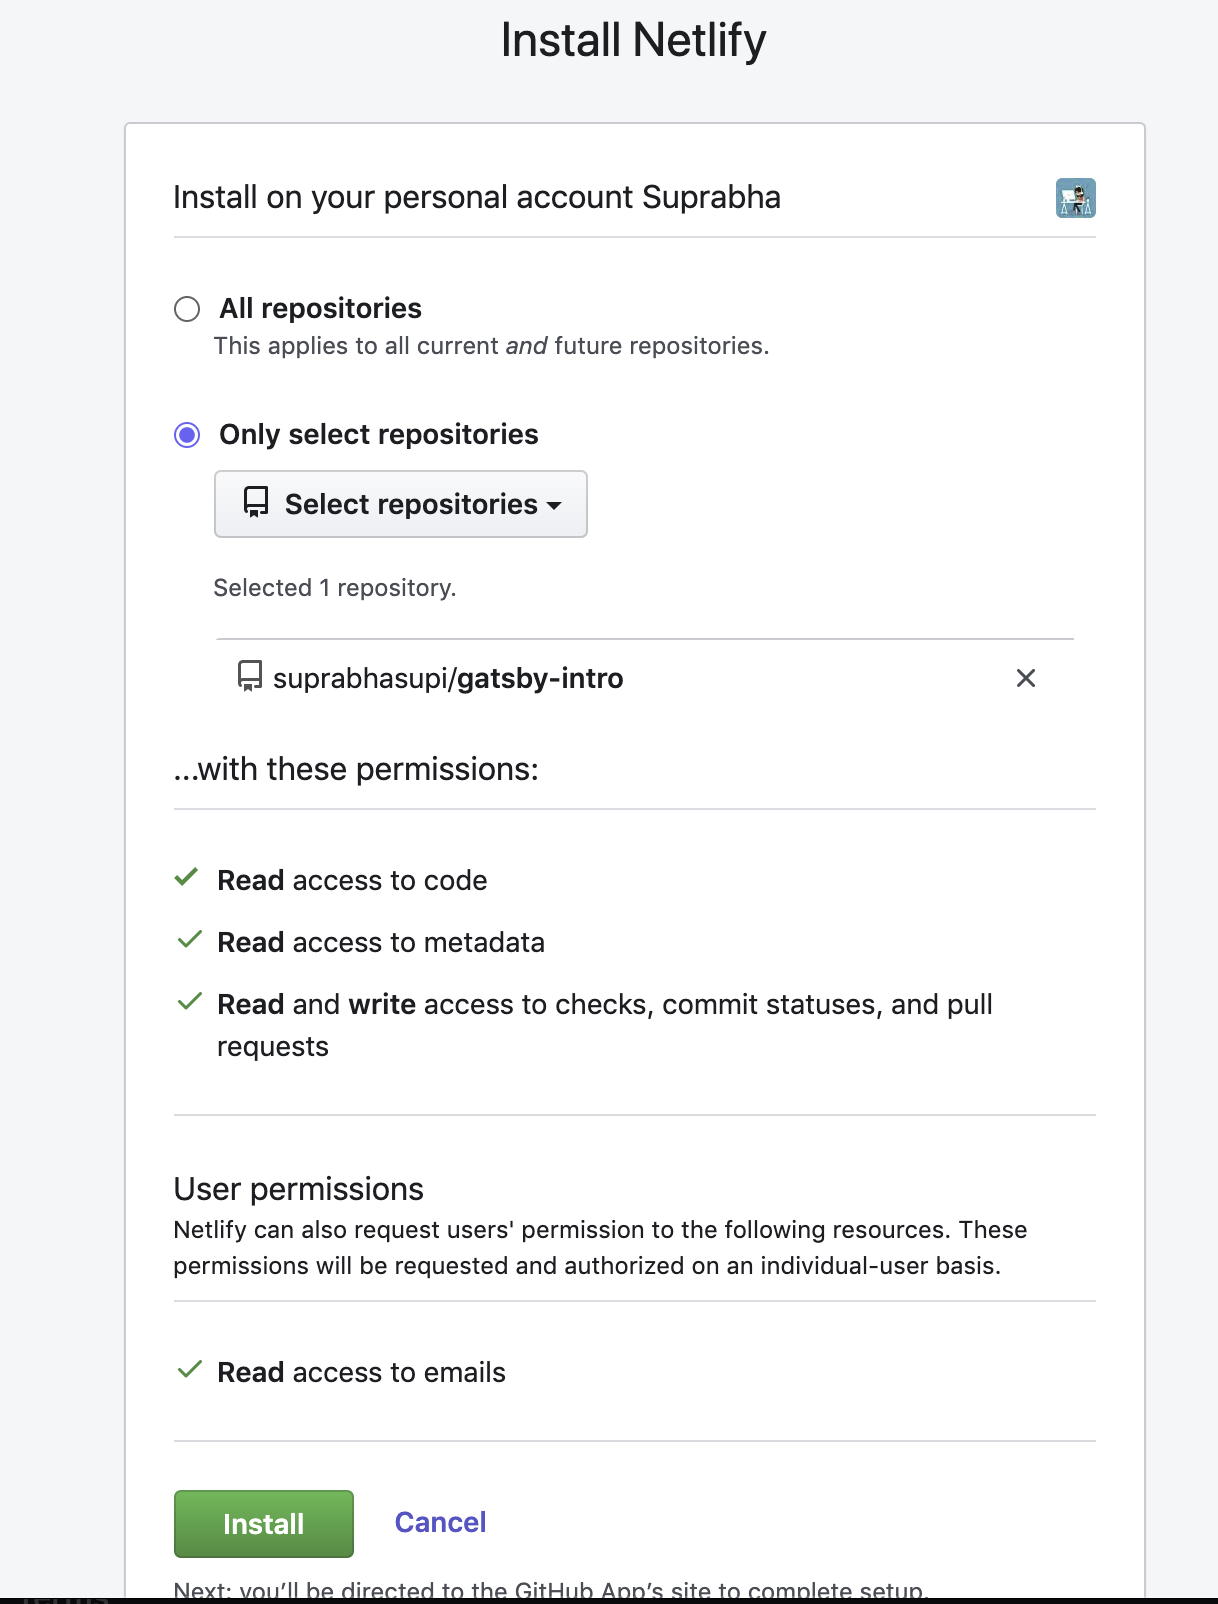 Install Netlify
Install on your personal account Suprabha
All repositories
This applies to all current and future repositories.
Only select repositories
Select repositories
Selected 1 repository.
suprabhasupi/gatsby-intro
...with these permissions:
Read access to code
Read access to metadata
Read and write access to checks, commit statuses, and pull
requests
User permissions
Netlify can also request users' permission to the following resources. These
permissions will be requested and authorized on an individual-user basis.
Read access to emails
Install
Cancel
Next: you’ll be directed to the GitHub App’s site to complete setup.